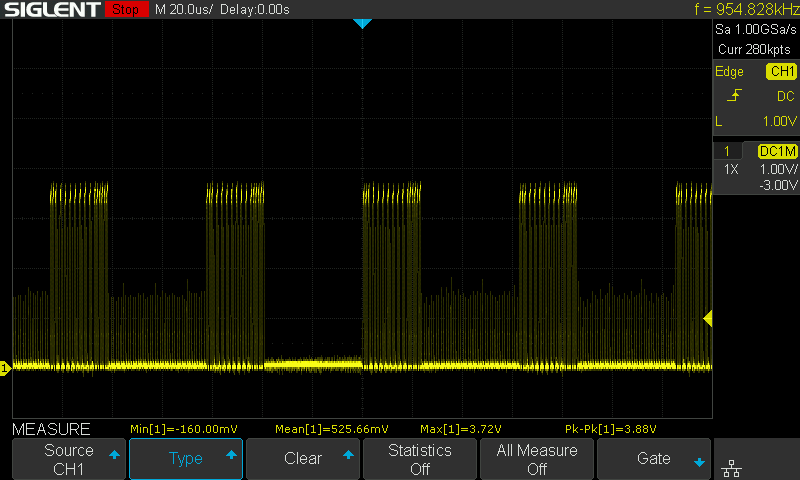 SIGLENT Stop M 20.0us/ Delay:0.00s f = 954.828kHz
Sa 1.00GSa/s
Curr 280kpts
Edge CH1
DC
L 1.00V
1 DC1M
1X 1.00V/
-3.00V
1
MEASURE Min[1]=-160.00mV Mean[1]=525.66mV Max[1]=3.72V Pk-Pk[1]=3.88V
Source
CH1
Type
Clear
Statistics
Off
All Measure
Off
Gate